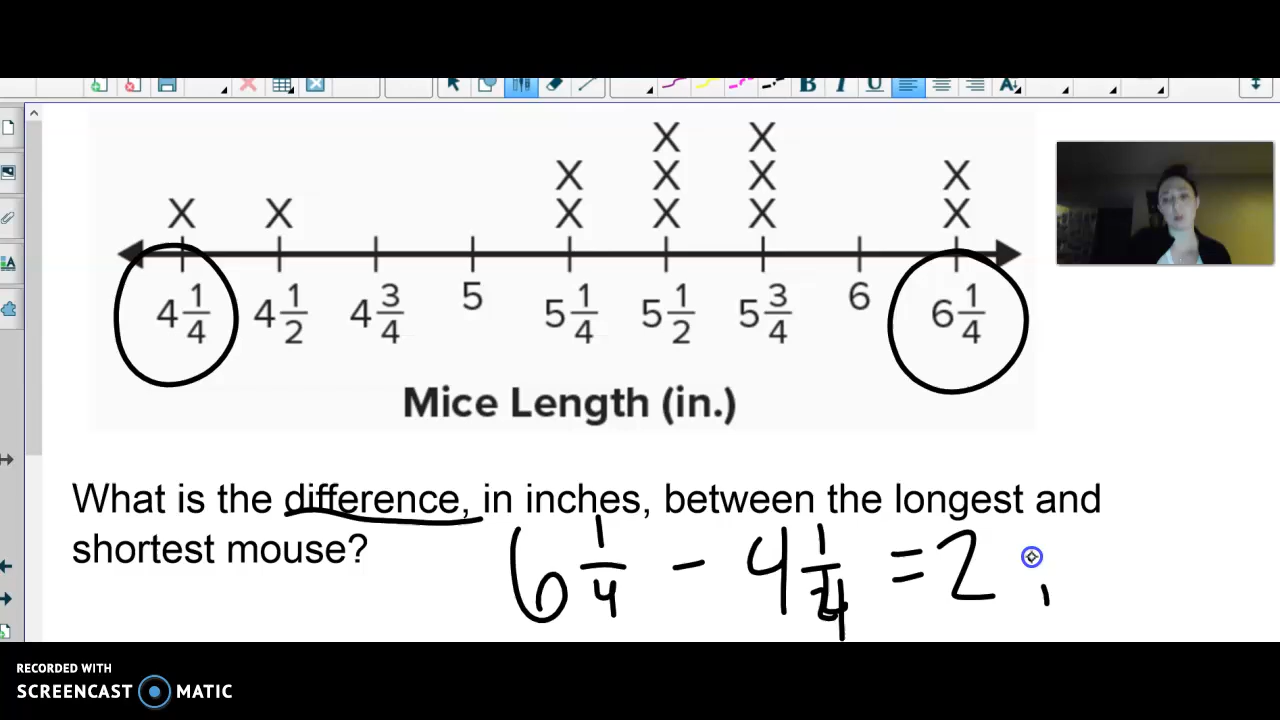 B I U A
X X
X X X
X X X X X X
4 1/4 4 1/2 4 3/4 5 5 1/4 5 1/2 5 3/4 6 6 1/4
Mice Length (in.)
What is the difference, in inches, between the longest and
shortest mouse?
6 1/4 - 4 1/4 = 2 i
RECORDED WITH
SCREENCAST MATIC